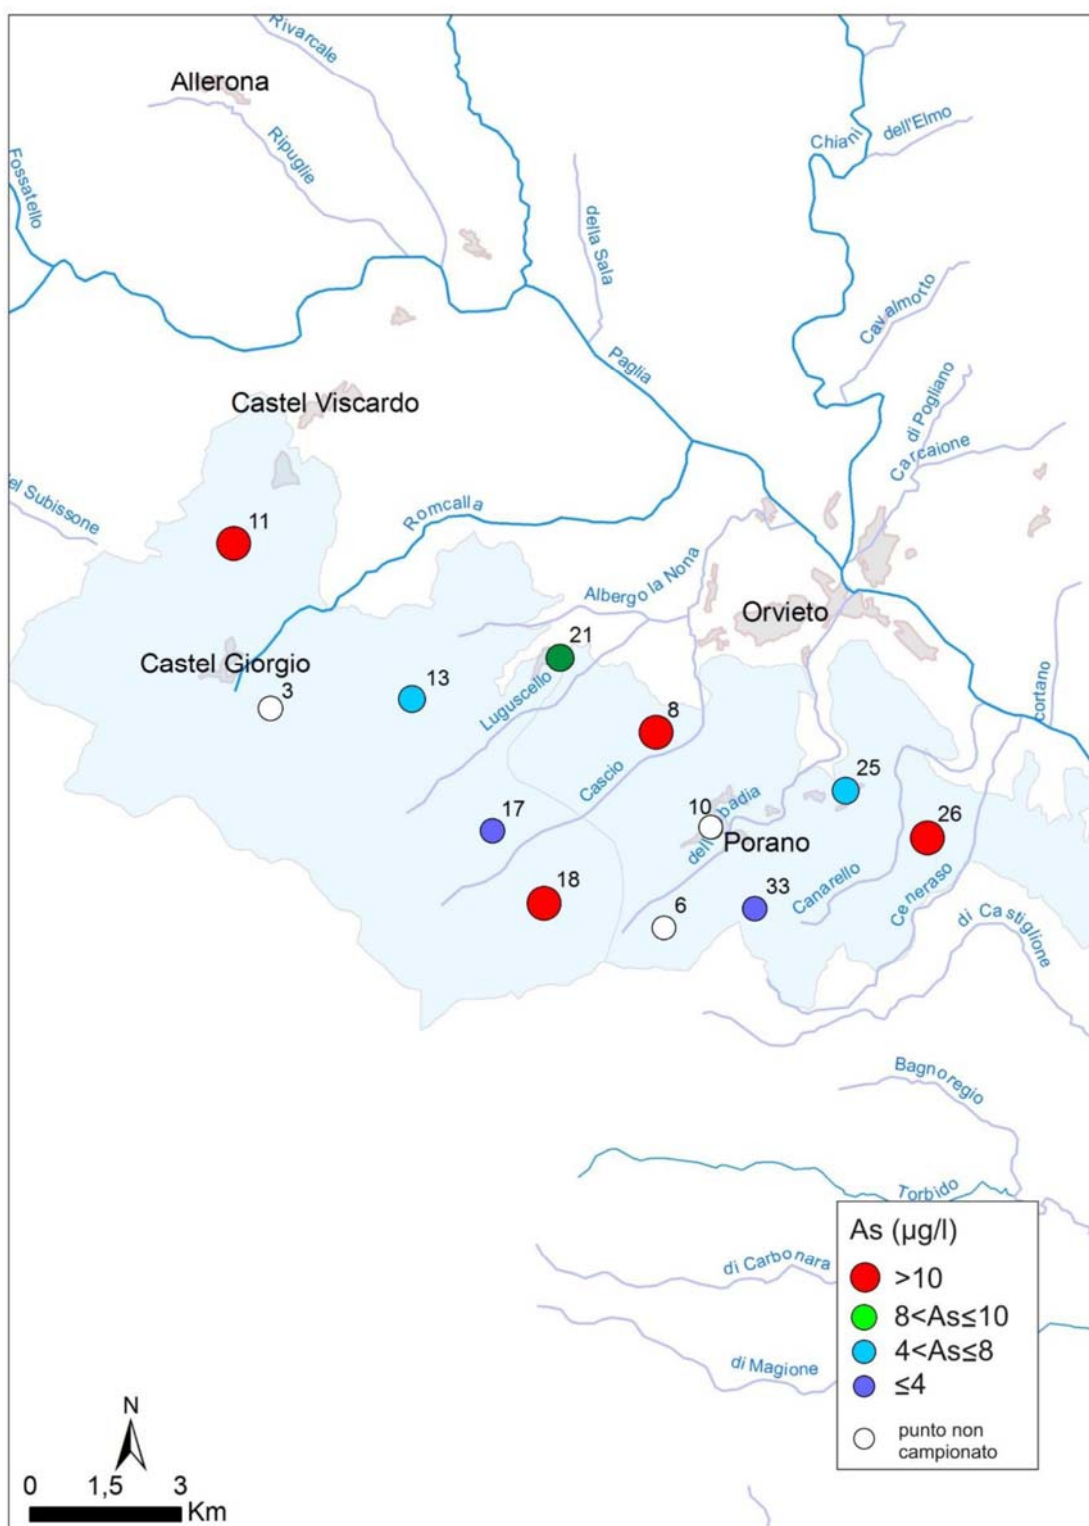 Rivarcale
Allerona
Ripuglie
Chiani
dell'Elmo
Fossatello
della Sala
Cavalmorto
Paglia
di Pogliano
Castel Viscardo
Carcaione
el Subissone
Romcalla
11
Albergo la Nona
Orvieto
21
Castel Giorgio
13
3
Luguscello
cortano
8
25
Cascio
17
10
dell'
badia
26
Porano
18
33
Canarello
6
Ceneraso
di Castiglione
Bagnoregio
Torbido
As (µg/l)
di Carbonara
>10
8<As≤10
4<As≤8
di Magione
≤4
N
punto non
campionato
0 1,5 3
Km